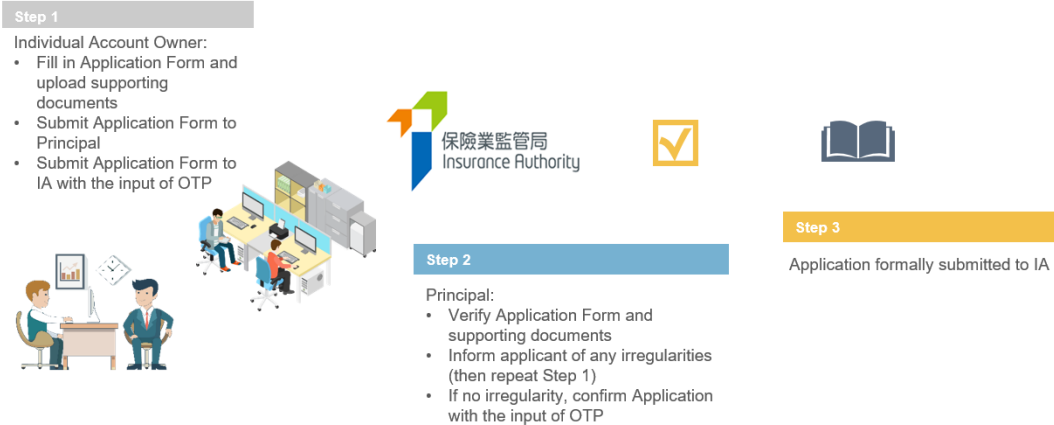 Step 1
Individual Account Owner:
• Fill in Application Form and
upload supporting
documents
• Submit Application Form to
Principal
• Submit Application Form to
IA with the input of OTP
保險業監管局
Insurance Authority
Step 2
Principal:
• Verify Application Form and
supporting documents
• Inform applicant of any irregularities
(then repeat Step 1)
• If no irregularity, confirm Application
with the input of OTP
Step 3
Application formally submitted to IA